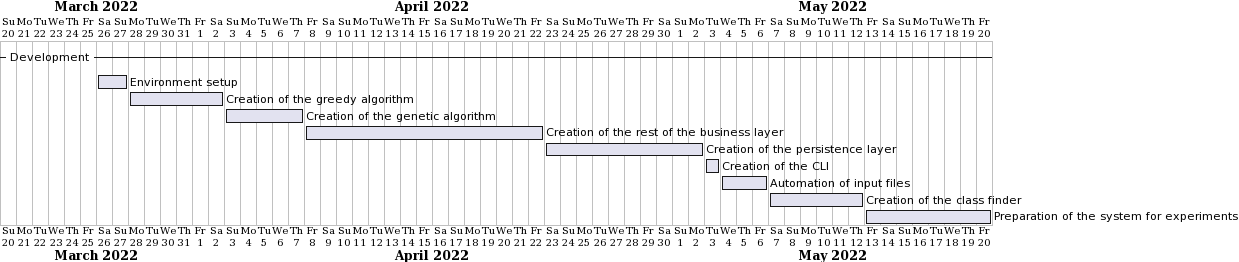 March 2022 April 2022 May 2022
Su Mo Tu We Th Fr Sa Su Mo Tu We Th Fr Sa Su Mo Tu We Th Fr Sa Su Mo Tu We Th Fr Sa Su Mo Tu We Th Fr Sa Su Mo Tu We Th Fr Sa Su Mo Tu We Th Fr Sa Su Mo Tu We Th Fr Sa Su Mo Tu We Th Fr
20 21 22 23 24 25 26 27 28 29 30 31 1 2 3 4 5 6 7 8 9 10 11 12 13 14 15 16 17 18 19 20 21 22 23 24 25 26 27 28 29 30 1 2 3 4 5 6 7 8 9 10 11 12 13 14 15 16 17 18 19 20
Development
Environment setup
Creation of the greedy algorithm
Creation of the genetic algorithm
Creation of the rest of the business layer
Creation of the persistence layer
Creation of the CLI
Automation of input files
Creation of the class finder
Preparation of the system for experiments
Su Mo Tu We Th Fr Sa Su Mo Tu We Th Fr Sa Su Mo Tu We Th Fr Sa Su Mo Tu We Th Fr Sa Su Mo Tu We Th Fr Sa Su Mo Tu We Th Fr Sa Su Mo Tu We Th Fr Sa Su Mo Tu We Th Fr Sa Su Mo Tu We Th Fr
20 21 22 23 24 25 26 27 28 29 30 31 1 2 3 4 5 6 7 8 9 10 11 12 13 14 15 16 17 18 19 20 21 22 23 24 25 26 27 28 29 30 1 2 3 4 5 6 7 8 9 10 11 12 13 14 15 16 17 18 19 20
March 2022 April 2022 May 2022